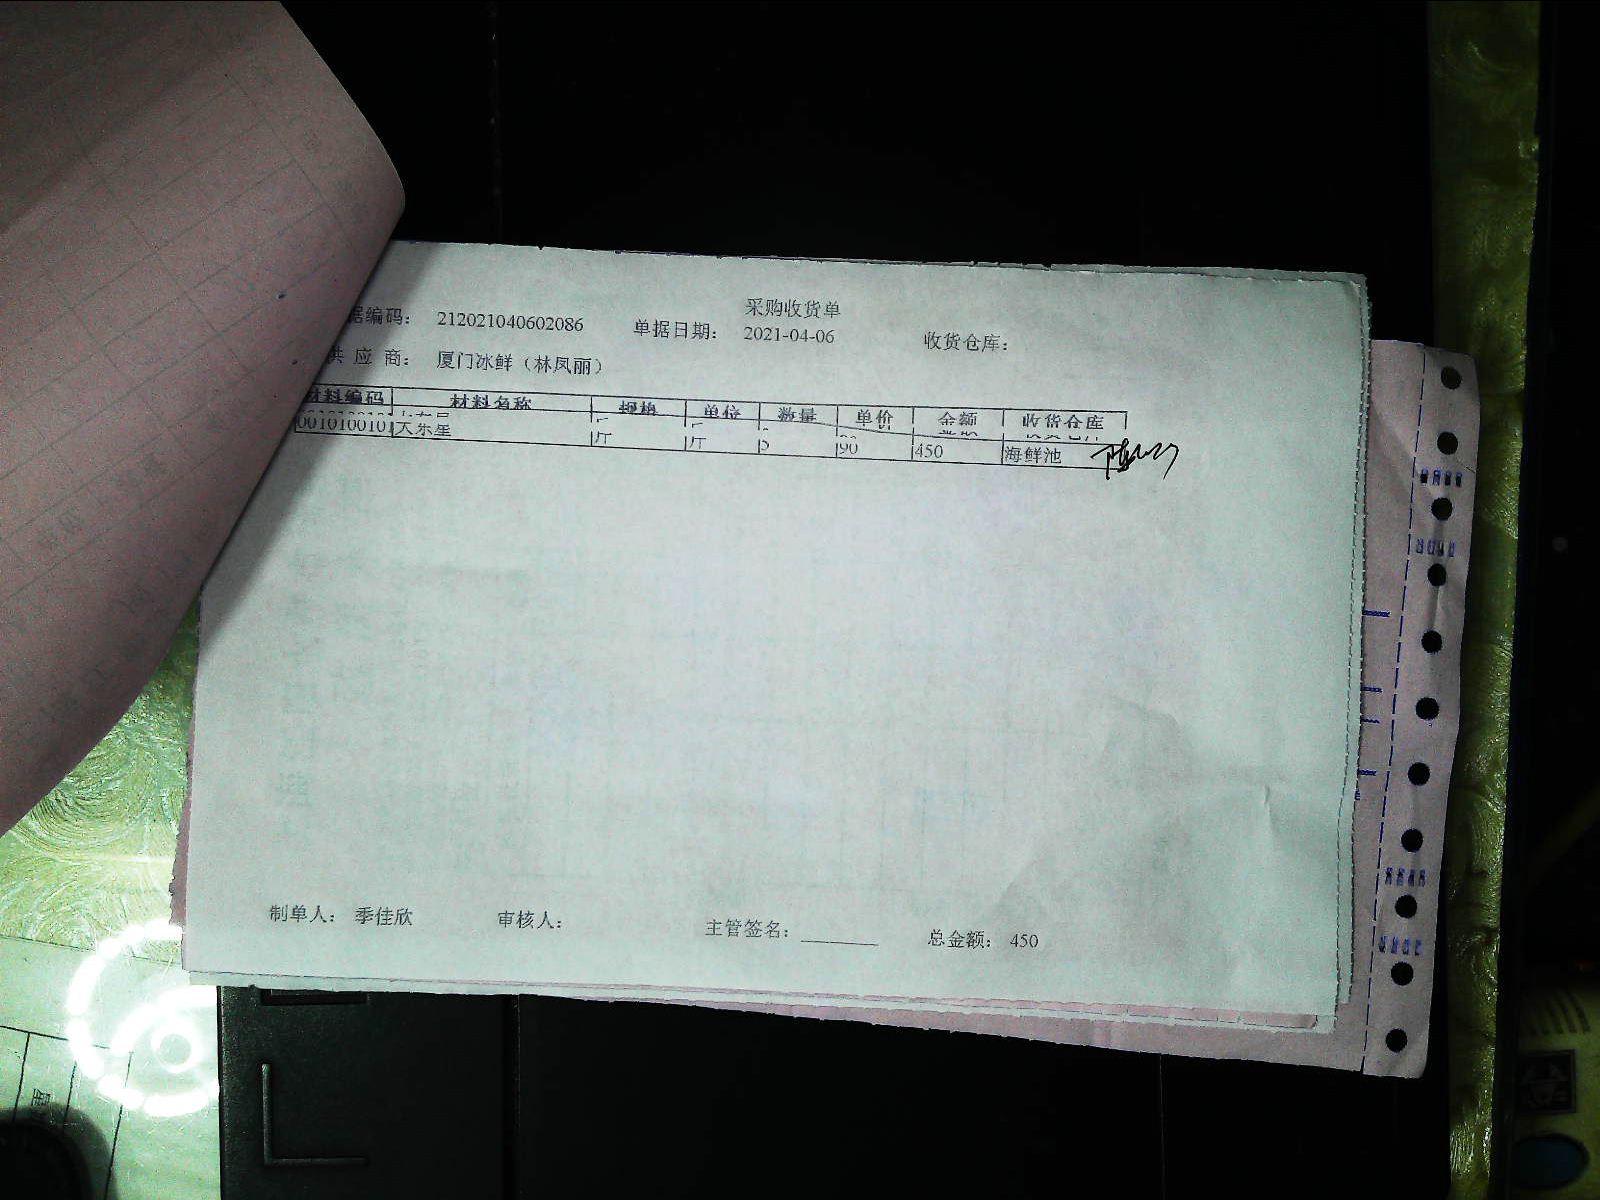 采购收货单
据编码： 212021040602086 单据日期： 2021-04-06 收货仓库：
供 应 商： 厦门冰鲜（林凤丽）
材料编码 材料名称 规格 单位 数量 单价 金额 收货仓库
0010100101 大东星 斤 斤 5 90 450 海鲜池
制单人： 季佳欣 审核人： 主管签名： 总金额： 450